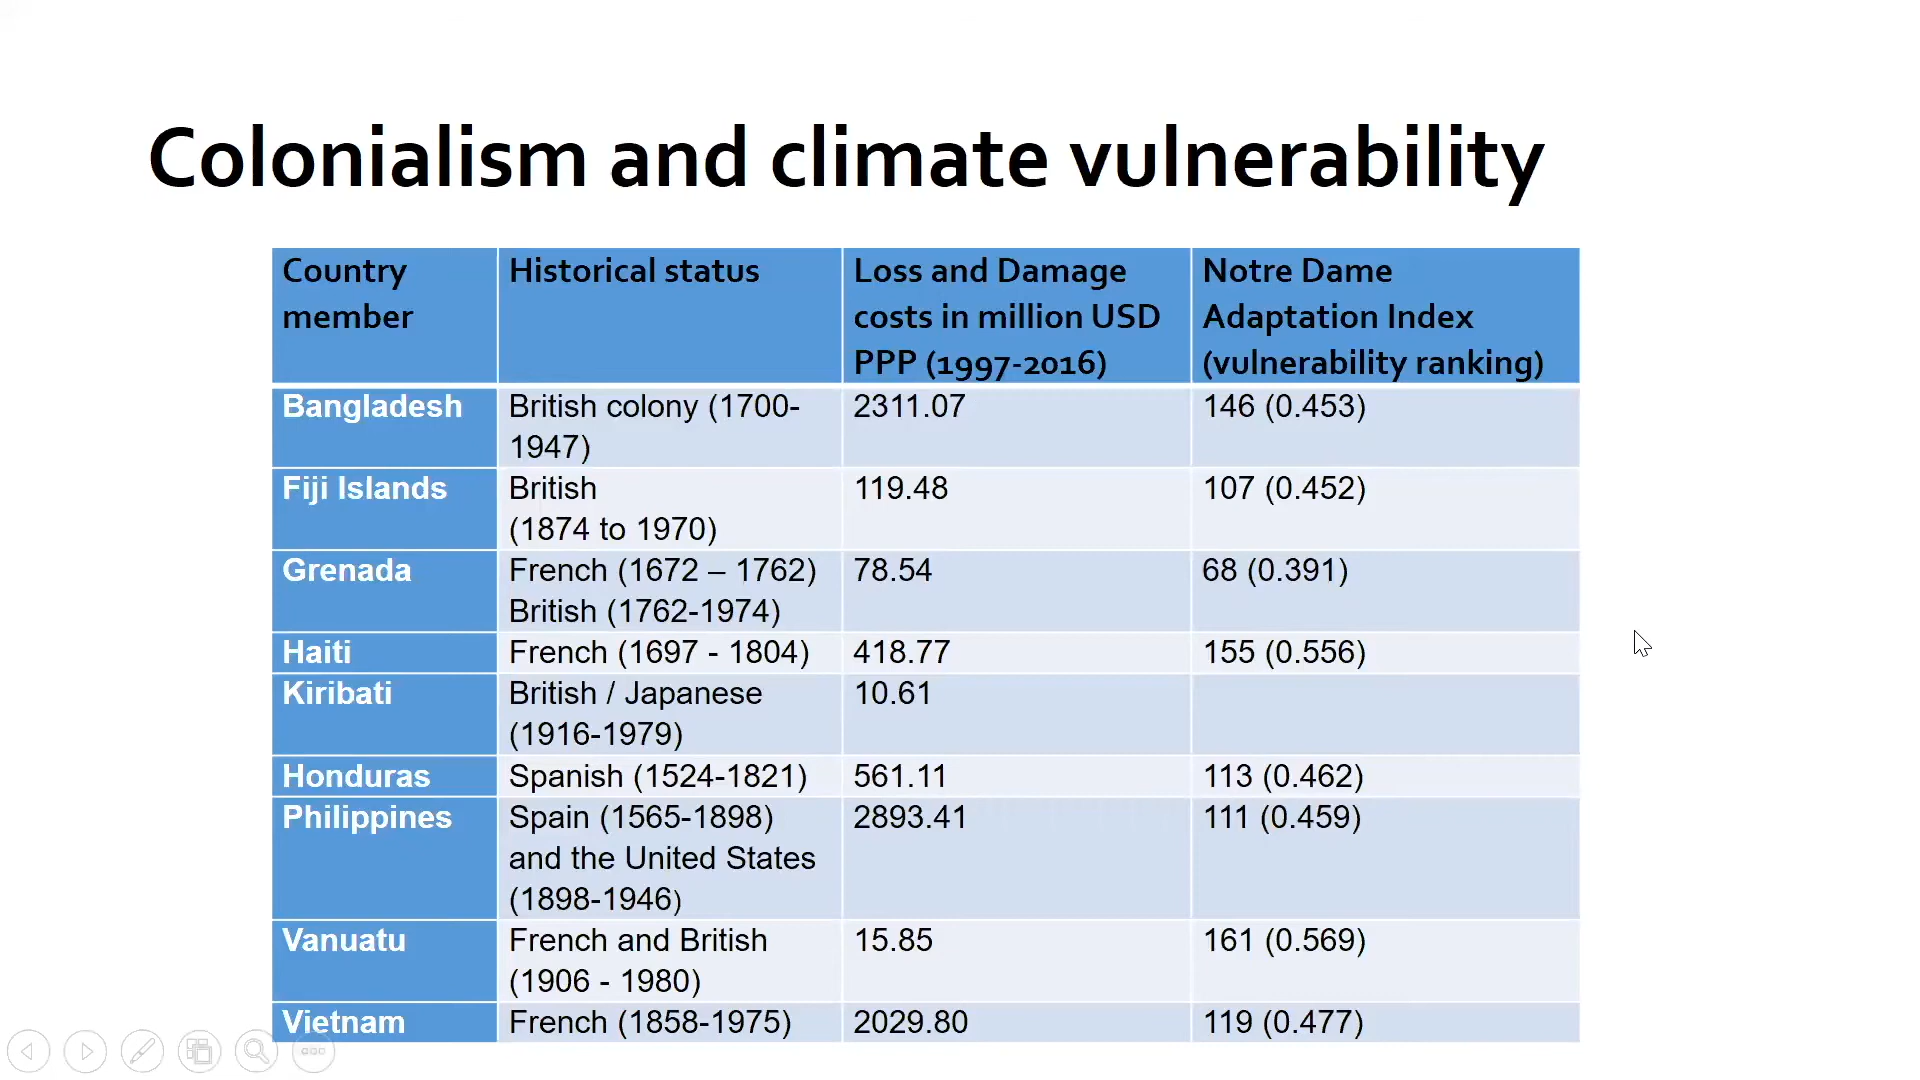 Colonialism and climate vulnerability
Country
member
Historical status
Loss and Damage
costs in million USD
PPP (1997-2016)
Notre Dame
Adaptation Index
(vulnerability ranking)
Bangladesh
British colony (1700-
1947)
2311.07
146 (0.453)
Fiji Islands
British
(1874 to 1970)
119.48
107 (0.452)
Grenada
French (1672 – 1762)
British (1762-1974)
78.54
68 (0.391)
Haiti
French (1697 - 1804)
418.77
155 (0.556)
Kiribati
British / Japanese
(1916-1979)
10.61
Honduras
Spanish (1524-1821)
561.11
113 (0.462)
Philippines
Spain (1565-1898)
and the United States
(1898-1946)
2893.41
111 (0.459)
Vanuatu
French and British
(1906 - 1980)
15.85
161 (0.569)
Vietnam
French (1858-1975)
2029.80
119 (0.477)